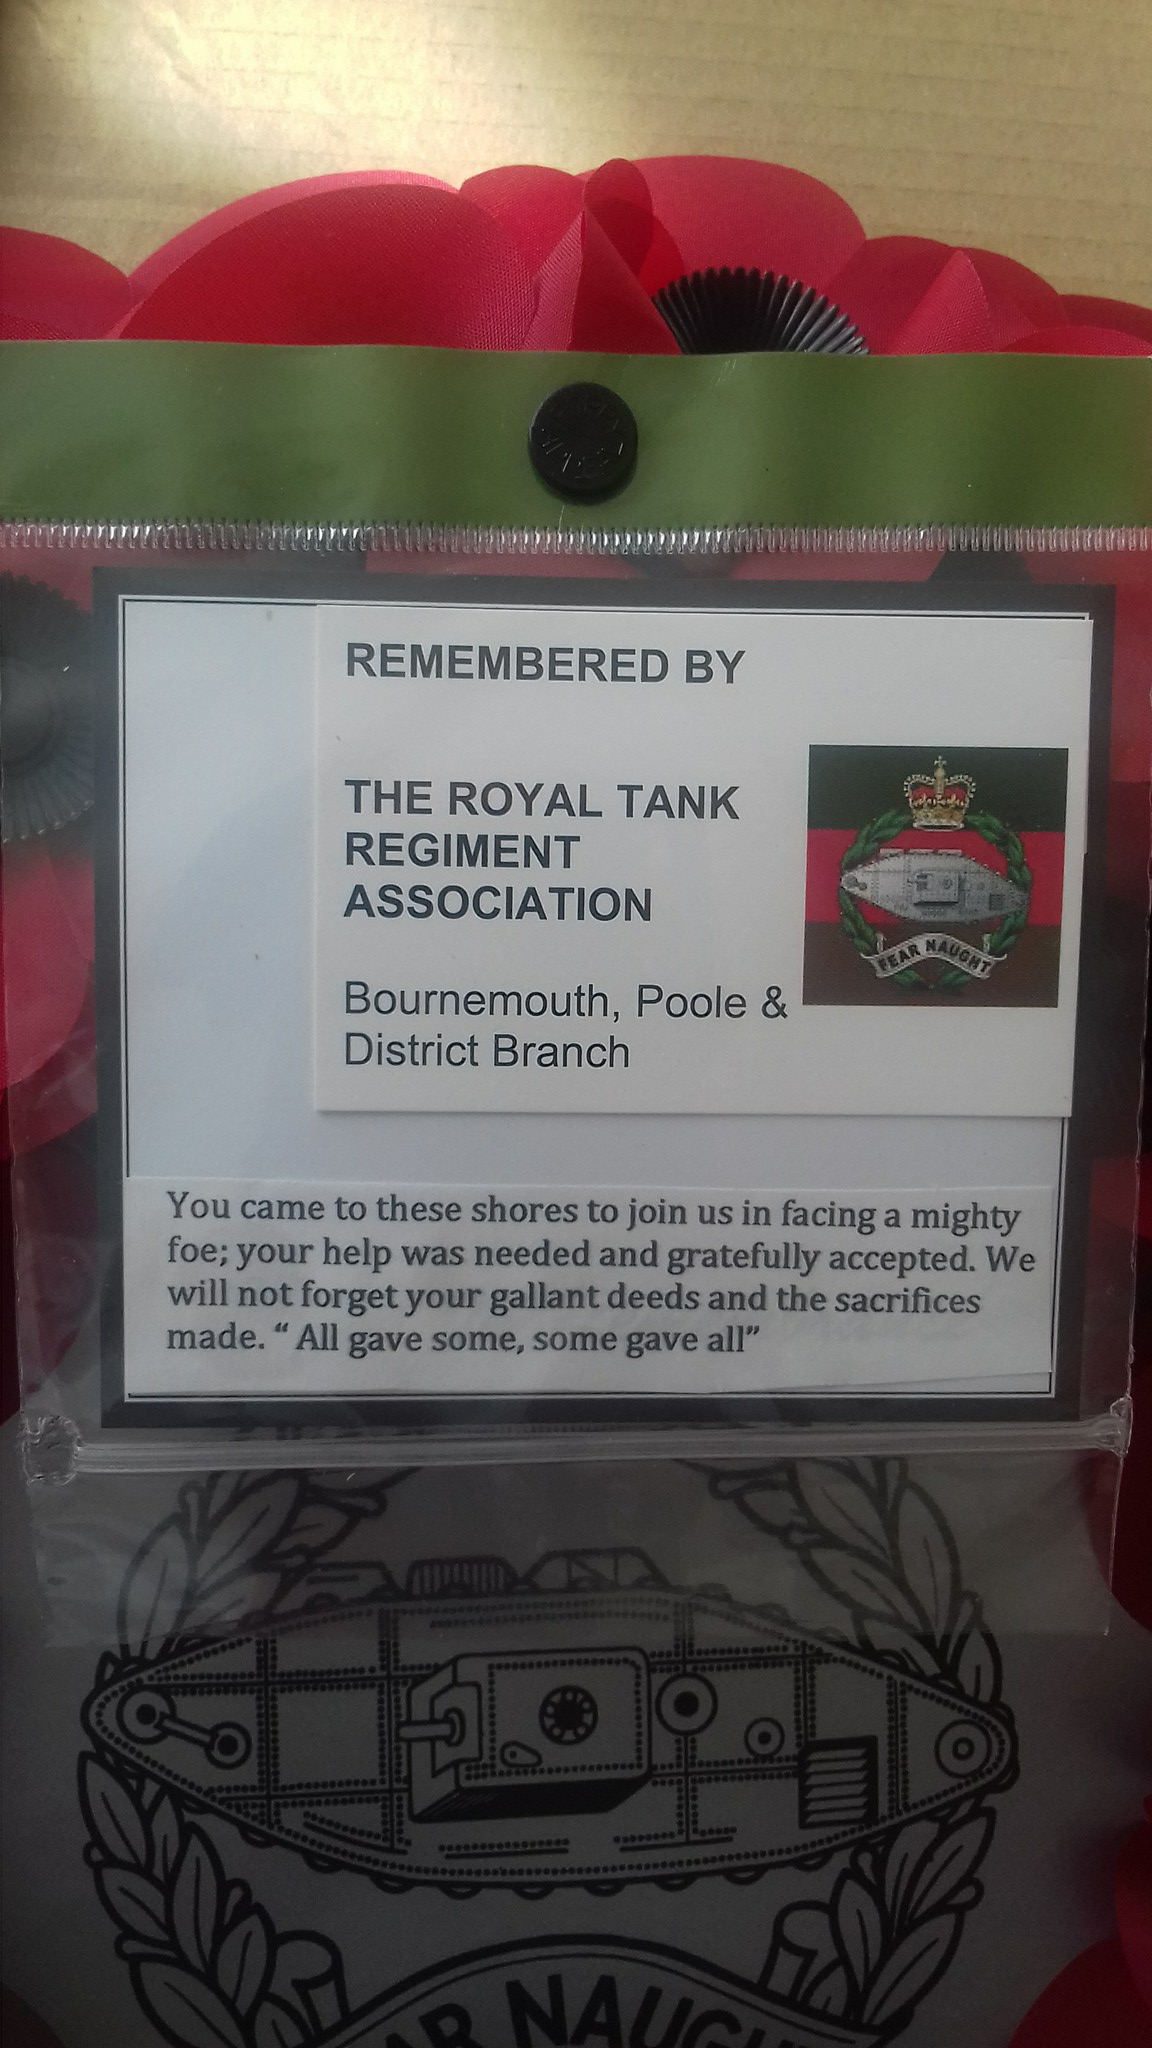 REMEMBERED BY
THE ROYAL TANK
REGIMENT
ASSOCIATION
FEAR NAUGHT
Bournemouth, Poole &
District Branch
You came to these shores to join us in facing a mighty
foe; your help was needed and gratefully accepted. We
will not forget your gallant deeds and the sacrifices
made. “ All gave some, some gave all”
AR NAUGH